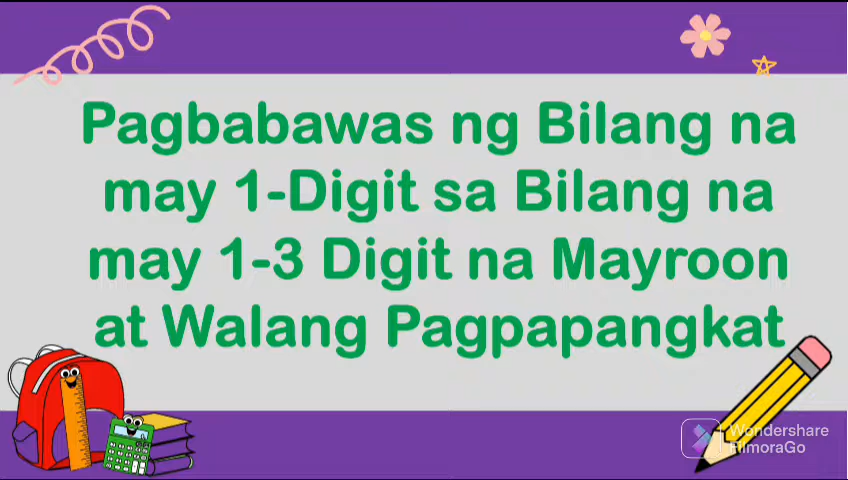 Pagbabawas ng Bilang na
may 1-Digit sa Bilang na
may 1-3 Digit na Mayroon
at Walang Pagpapangkat
Wondershare
FilmoraGo